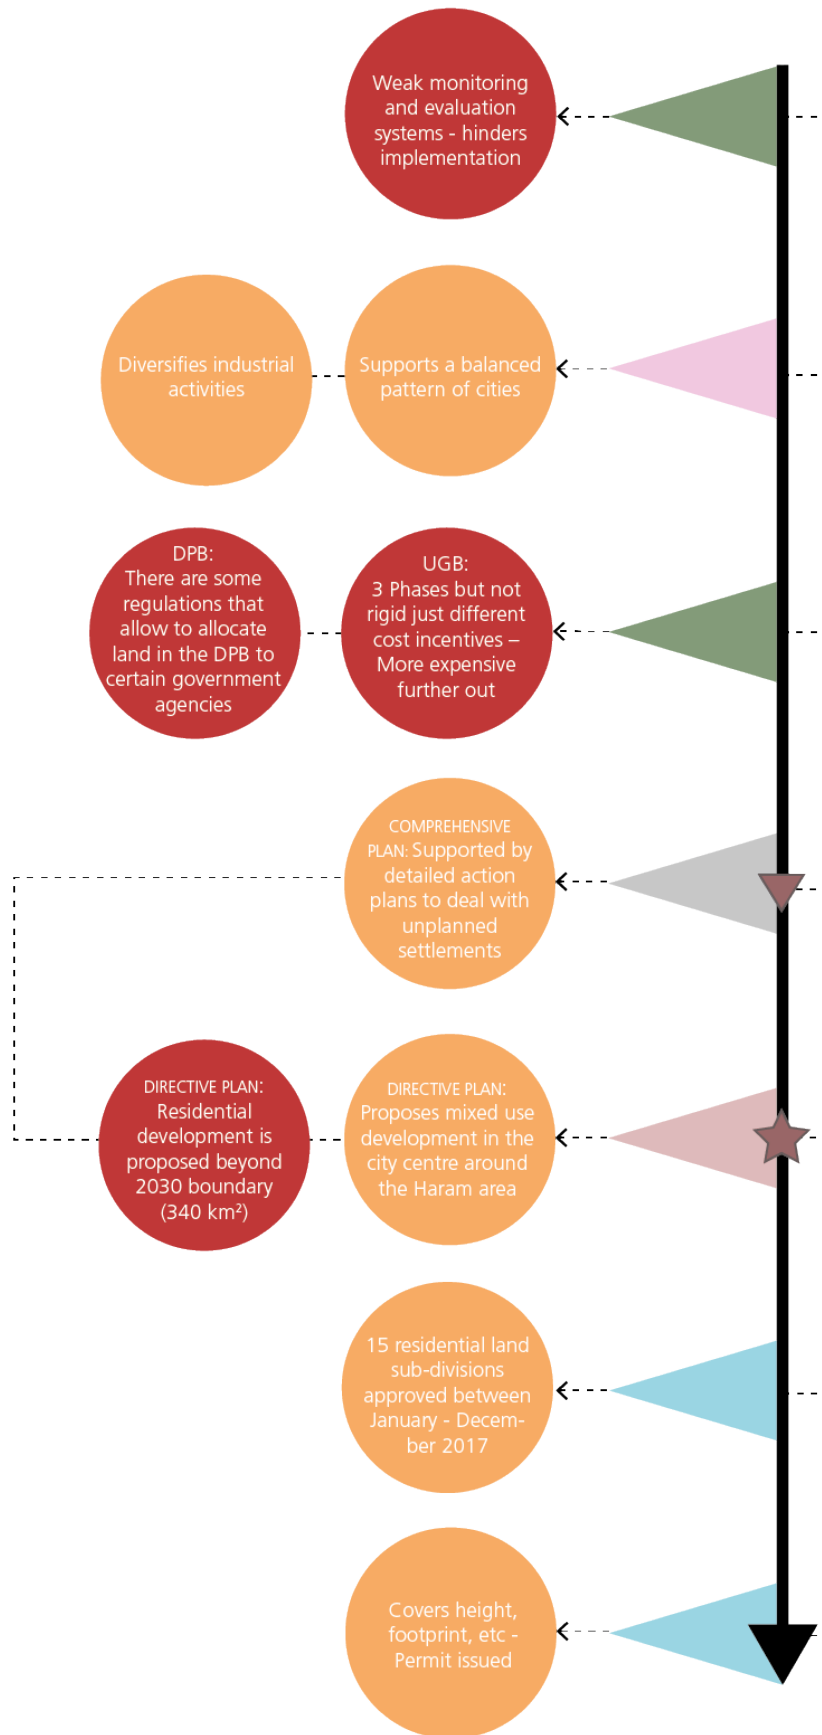 Weak monitoring
and evaluation
systems - hinders
implementation
Diversifies industrial
activities
Supports a balanced
pattern of cities
DPB:
There are some
regulations that
allow to allocate
land in the DPB to
certain government
agencies
UGB:
3 Phases but not
rigid just different
cost incentives –
More expensive
further out
COMPREHENSIVE
PLAN: Supported by
detailed action
plans to deal with
unplanned
settlements
DIRECTIVE PLAN:
Residential
development is
proposed beyond
2030 boundary
(340 km²)
DIRECTIVE PLAN:
Proposes mixed use
development in the
city centre around
the Haram area
15 residential land
sub-divisions
approved between
January - Decem-
ber 2017
Covers height,
footprint, etc -
Permit issued